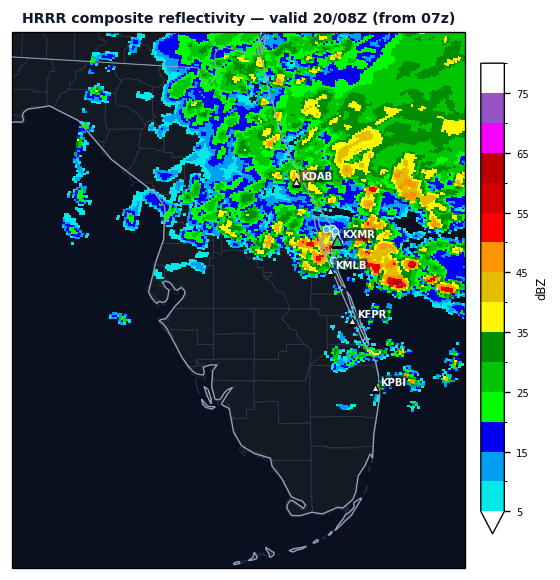 HRRR composite reflectivity — valid 20/08Z (from 07z)
KDAB
KXMR
KMLB
KFPR
KPBI
75
65
55
45
35
25
15
5
dBZ